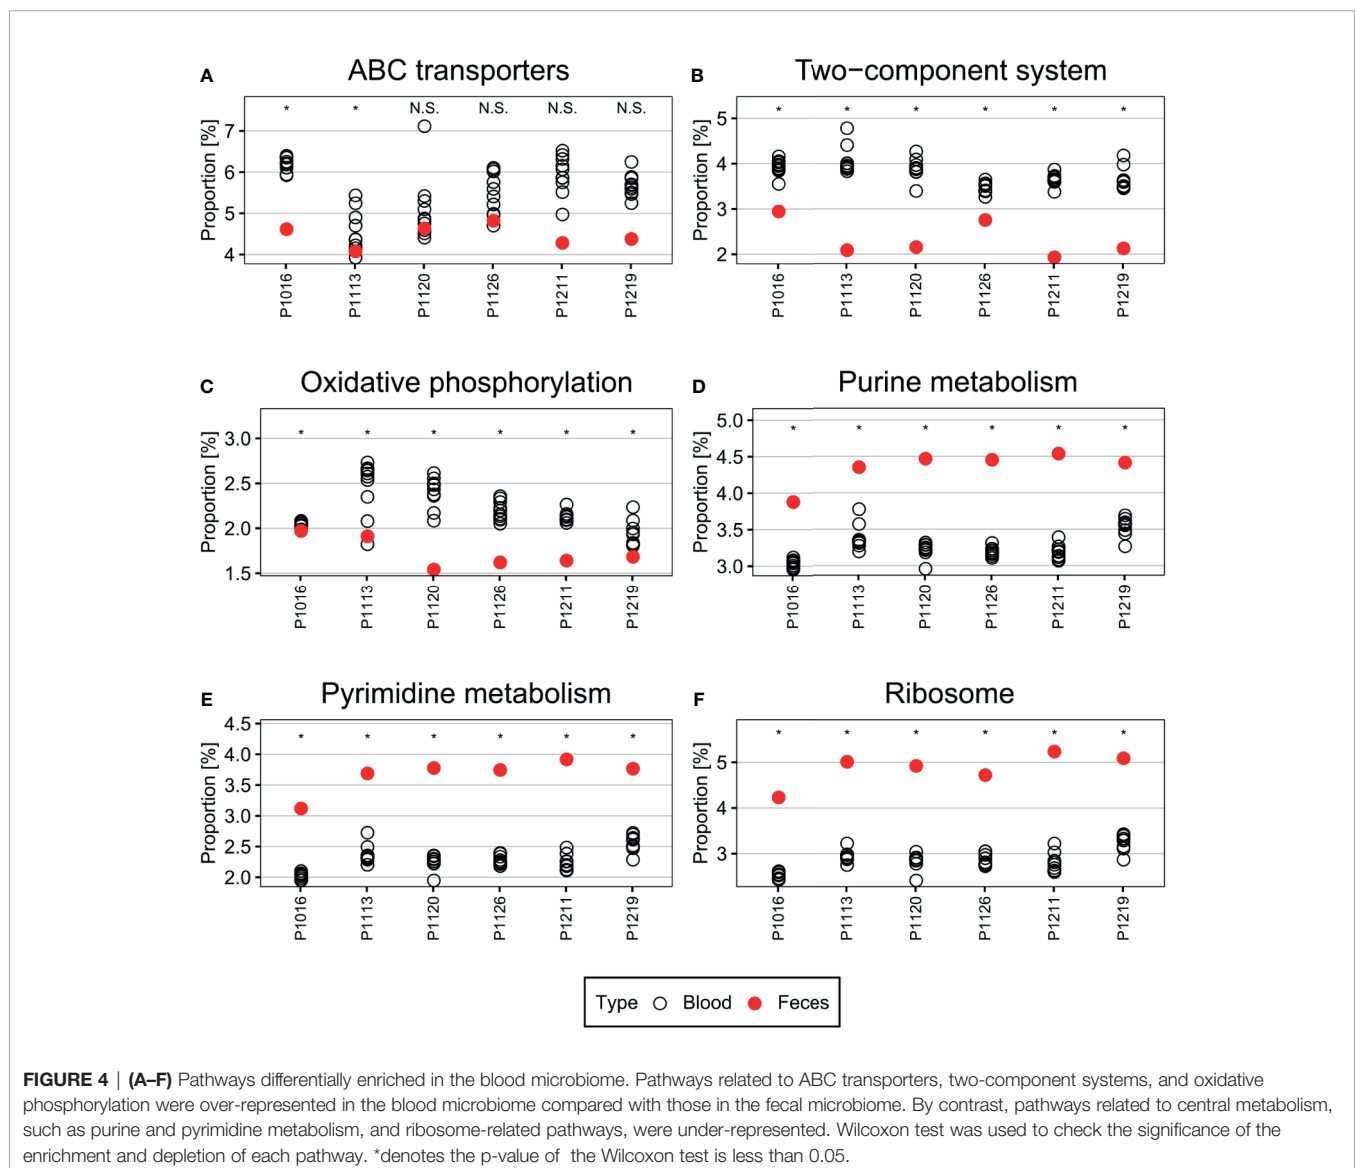 A ABC transporters
* * N.S. N.S. N.S. N.S.
Proportion [%]
7
6
5
4
P1016 P1113 P1120 P1126 P1211 P1219
B Two−component system
* * * * * *
Proportion [%]
5
4
3
2
P1016 P1113 P1120 P1126 P1211 P1219
C Oxidative phosphorylation
* * * * * *
Proportion [%]
3.0
2.5
2.0
1.5
P1016 P1113 P1120 P1126 P1211 P1219
D Purine metabolism
* * * * * *
Proportion [%]
5.0
4.5
4.0
3.5
3.0
P1016 P1113 P1120 P1126 P1211 P1219
E Pyrimidine metabolism
* * * * * *
Proportion [%]
4.5
4.0
3.5
3.0
2.5
2.0
P1016 P1113 P1120 P1126 P1211 P1219
F Ribosome
* * * * * *
Proportion [%]
5
4
3
P1016 P1113 P1120 P1126 P1211 P1219
Type Blood Feces
FIGURE 4 | (A–F) Pathways differentially enriched in the blood microbiome. Pathways related to ABC transporters, two-component systems, and oxidative
phosphorylation were over-represented in the blood microbiome compared with those in the fecal microbiome. By contrast, pathways related to central metabolism,
such as purine and pyrimidine metabolism, and ribosome-related pathways, were under-represented. Wilcoxon test was used to check the significance of the
enrichment and depletion of each pathway. *denotes the p-value of the Wilcoxon test is less than 0.05.